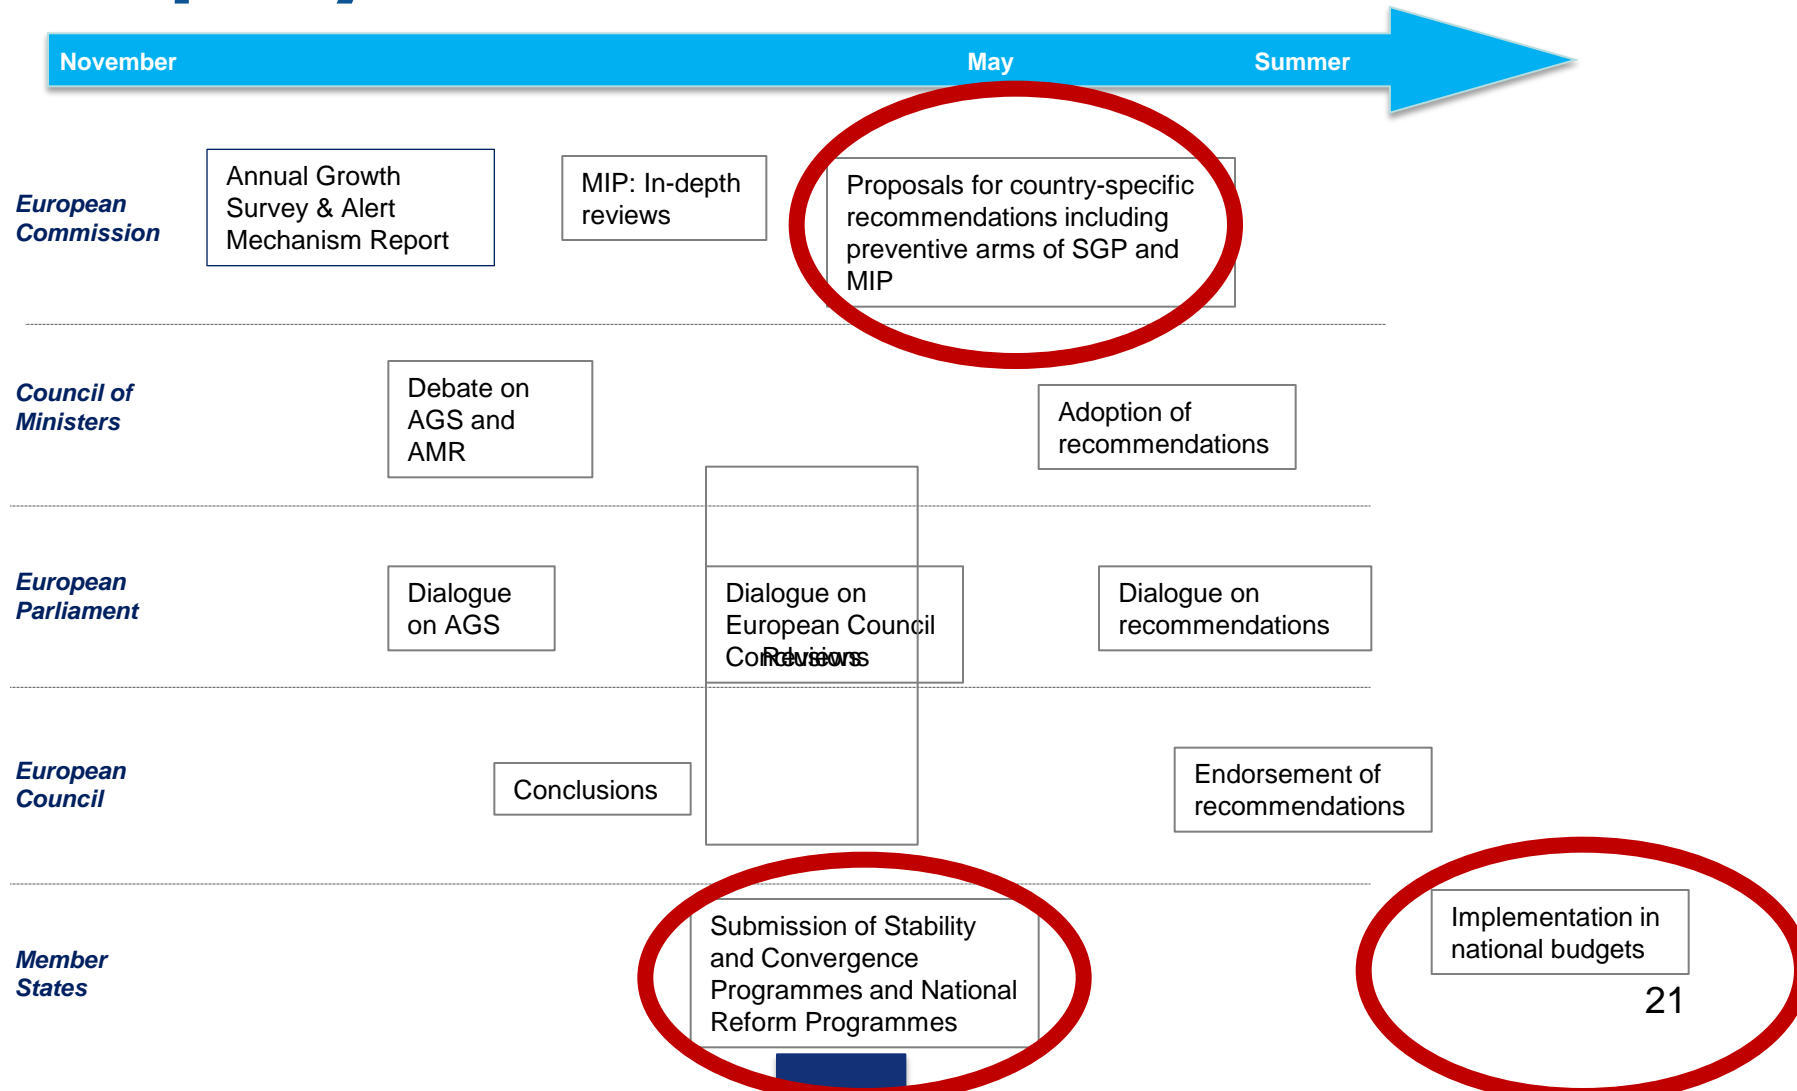 November May Summer
European
Commission
Annual Growth
Survey & Alert
Mechanism Report
MIP: In-depth
reviews
Proposals for country-specific
recommendations including
preventive arms of SGP and
MIP
Council of
Ministers
Debate on
AGS and
AMR
Adoption of
recommendations
European
Parliament
Dialogue
on AGS
Dialogue on
European Council
Conclusions
Reviews
Dialogue on
recommendations
European
Council
Conclusions
Endorsement of
recommendations
Member
States
Submission of Stability
and Convergence
Programmes and National
Reform Programmes
Implementation in
national budgets
21